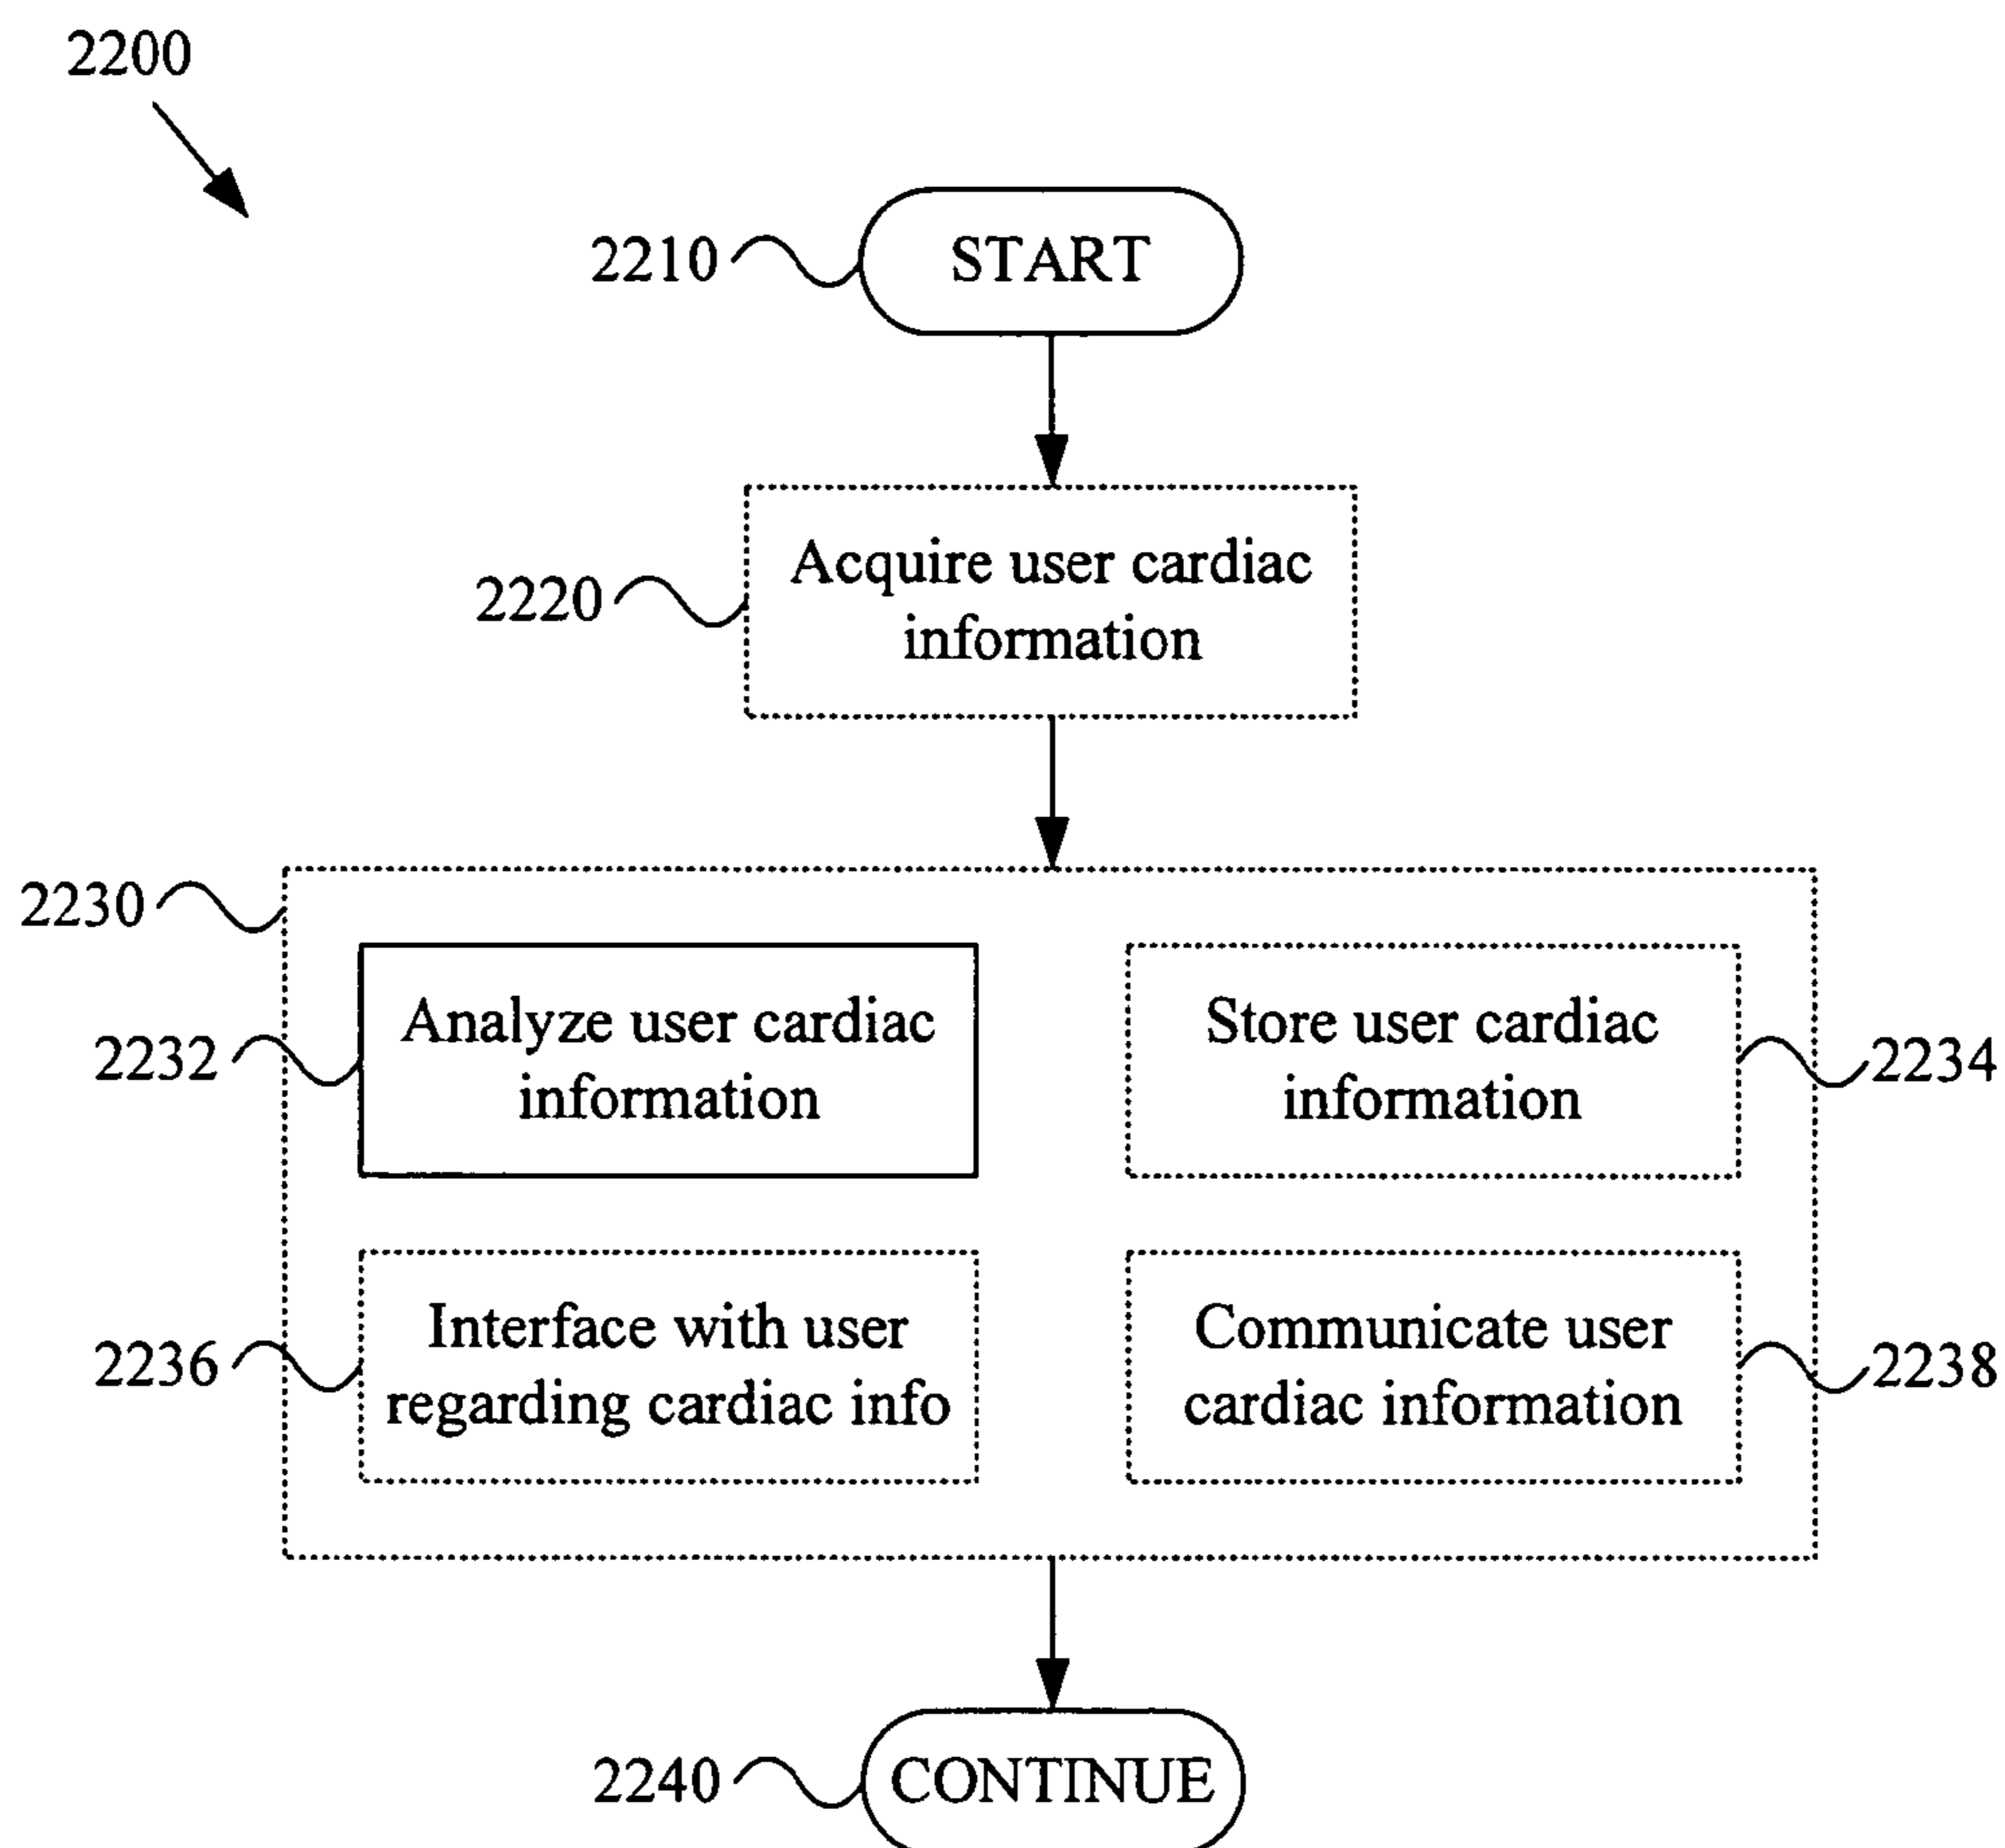 2200
2210
START
2220
Acquire user cardiac
information
2230
2232
Analyze user cardiac
information
Store user cardiac
information
2234
2236
Interface with user
regarding cardiac info
Communicate user
cardiac information
2238
2240
CONTINUE